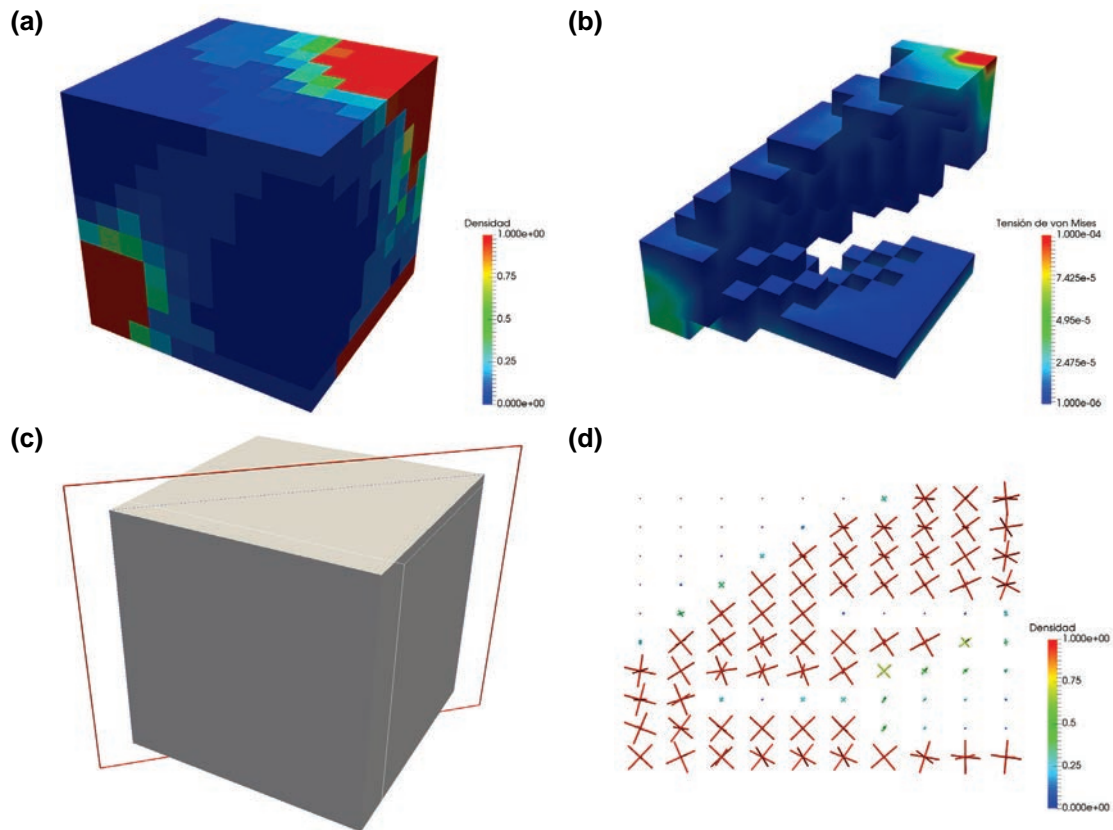 (a)
Densidad
1.000e+00
0.75
0.5
0.25
0.000e+00
(b)
Tensión de von Mises
1.000e-04
7.425e-5
4.95e-5
2.475e-5
1.000e-06
(c)
(d)
Densidad
1.000e+00
0.75
0.5
0.25
0.000e+00